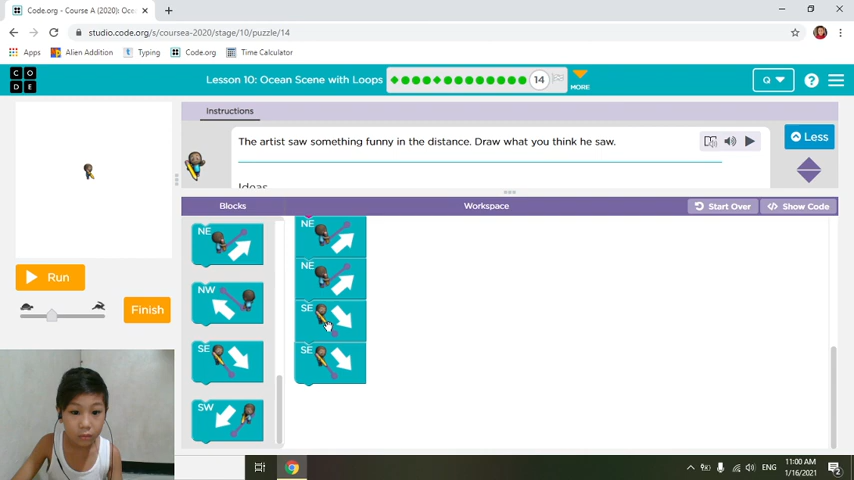 Code.org - Course A (2020): Oce
studio.code.org/s/coursea-2020/stage/10/puzzle/14
Apps
Alien Addition
Typing
Code.org
Time Calculator
C O
D E
Lesson 10: Ocean Scene with Loops
14
MORE
Q
?
Instructions
The artist saw something funny in the distance. Draw what you think he saw.
Ideas
Less
Blocks
Workspace
Start Over
Show Code
NE
NW
SE
SW
NE
NE
SE
SE
Run
Finish
ENG
11:00 AM
1/16/2021
2